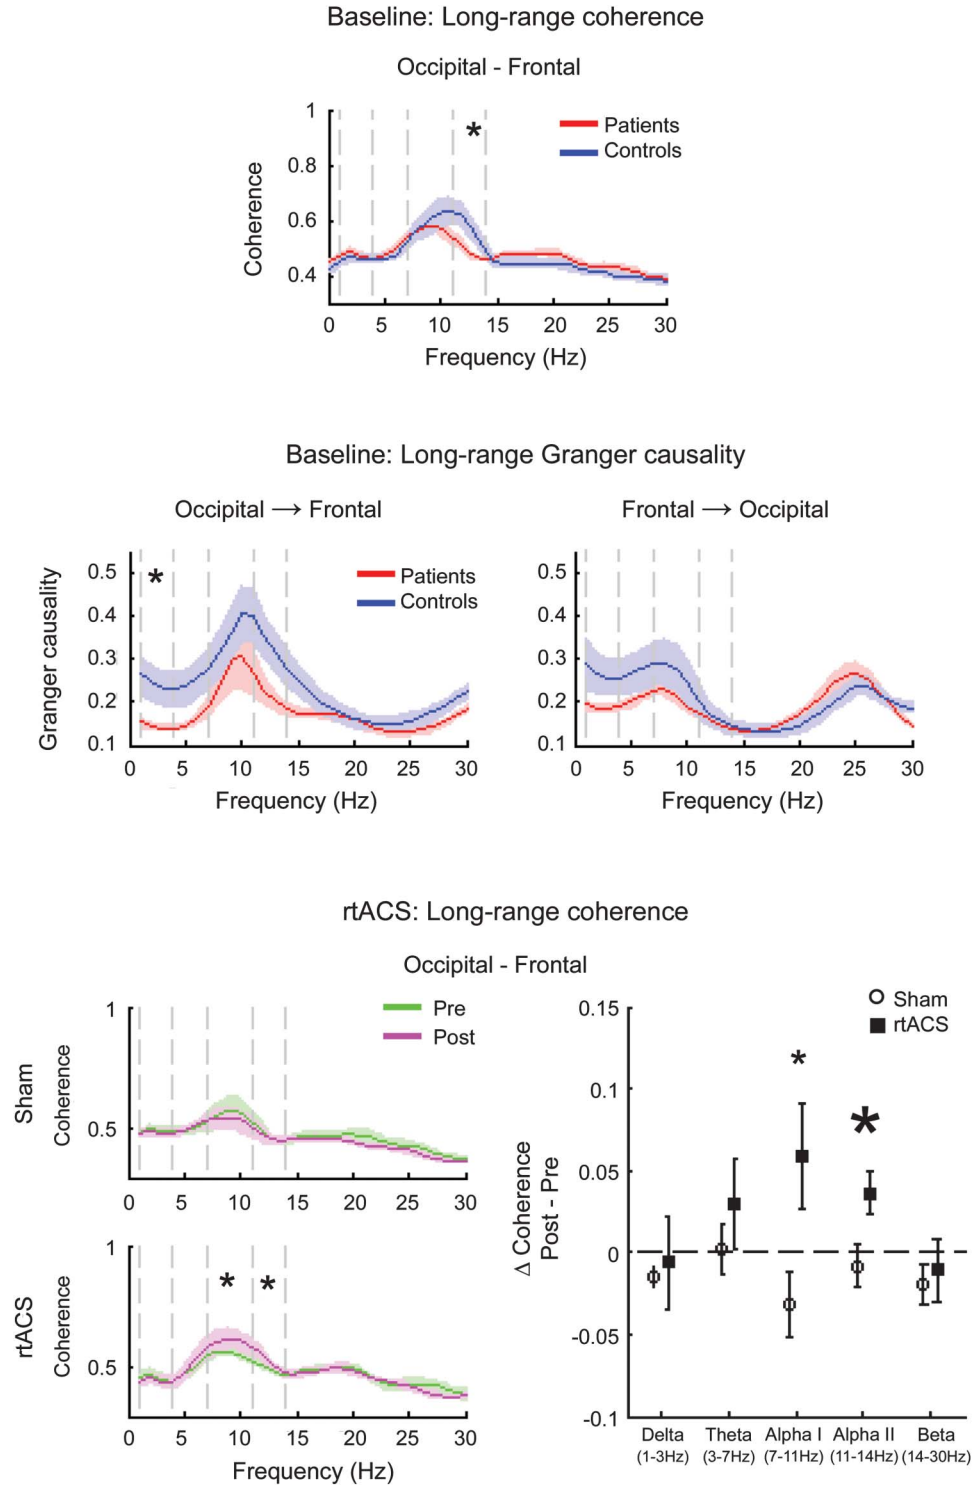 Baseline: Long-range coherence
Occipital - Frontal
1
0.8
0.6
0.4
Coherence
*
Patients
Controls
0 5 10 15 20 25 30
Frequency (Hz)
Baseline: Long-range Granger causality
Occipital → Frontal
0.5
0.4
0.3
0.2
0.1
Granger causality
*
Patients
Controls
0 5 10 15 20 25 30
Frequency (Hz)
Frontal → Occipital
0.5
0.4
0.3
0.2
0.1
0 5 10 15 20 25 30
Frequency (Hz)
rtACS: Long-range coherence
Occipital - Frontal
Pre
Post
Sham
Coherence
1
0.5
0 5 10 15 20 25 30
rtACS
Coherence
1
0.5
* *
0 5 10 15 20 25 30
Frequency (Hz)
Sham
rtACS
Δ Coherence
Post - Pre
0.15
0.1
0.05
0
-0.05
-0.1
* *
Delta Theta Alpha I Alpha II Beta
(1-3Hz) (3-7Hz) (7-11Hz) (11-14Hz) (14-30Hz)